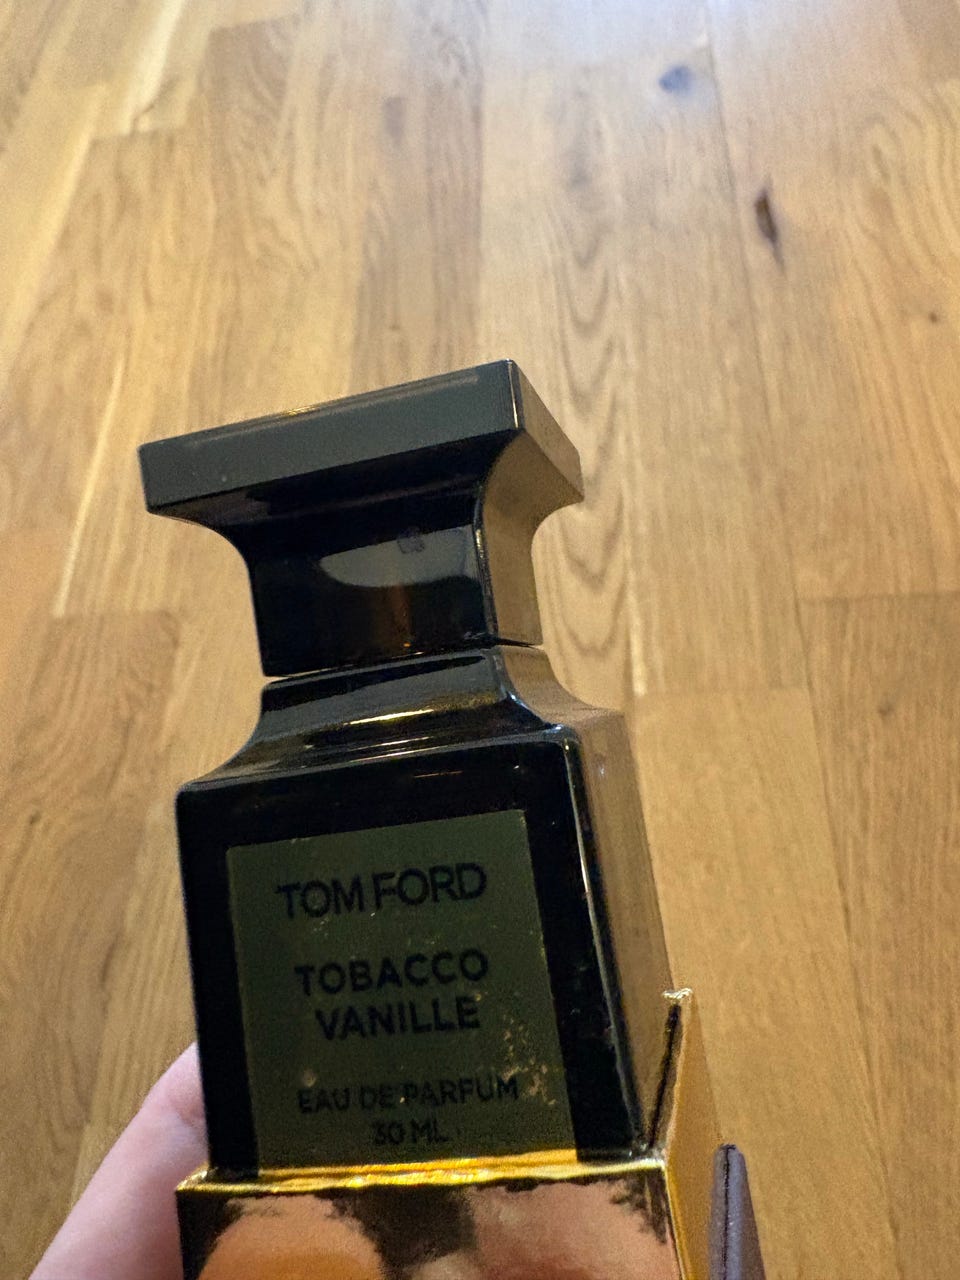 TOM FORD
TOBACCO
VANILLE
EAU DE PARFUM
30 ML